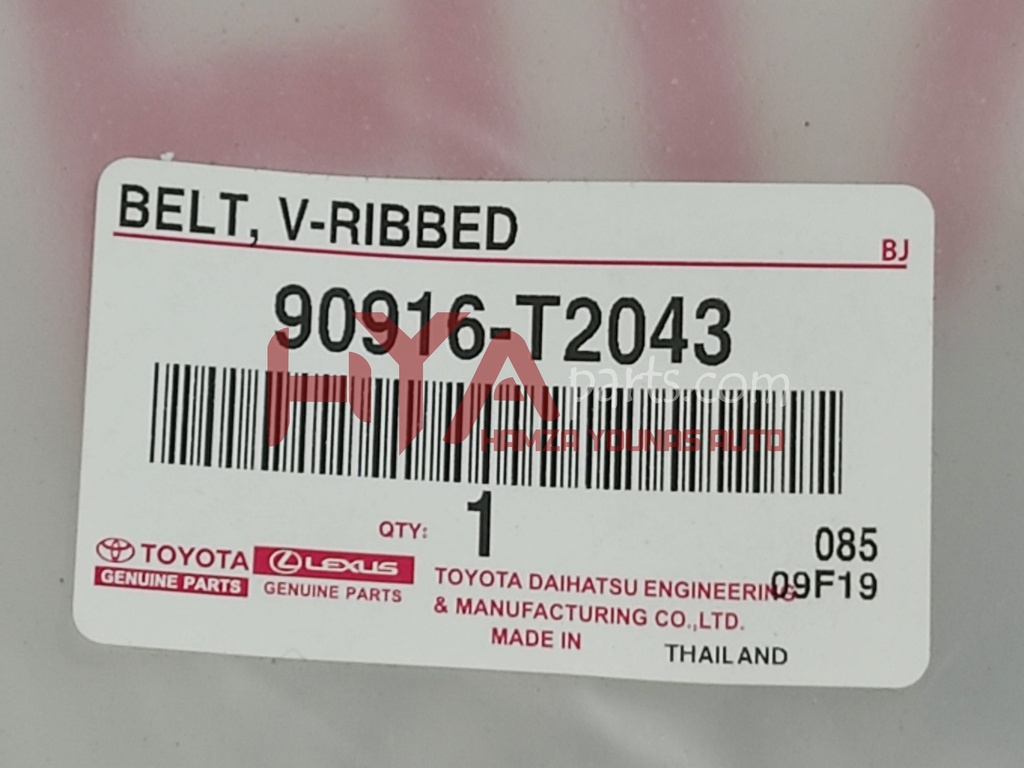 BELT, V-RIBBED
BJ
90916-T2043
HYA parts.com
HAMZA YOUNAS AUTO
QTY: 1
085
09F19
TOYOTA
GENUINE PARTS
LEXUS
GENUINE PARTS
TOYOTA DAIHATSU ENGINEERING
& MANUFACTURING CO.,LTD.
MADE IN THAILAND